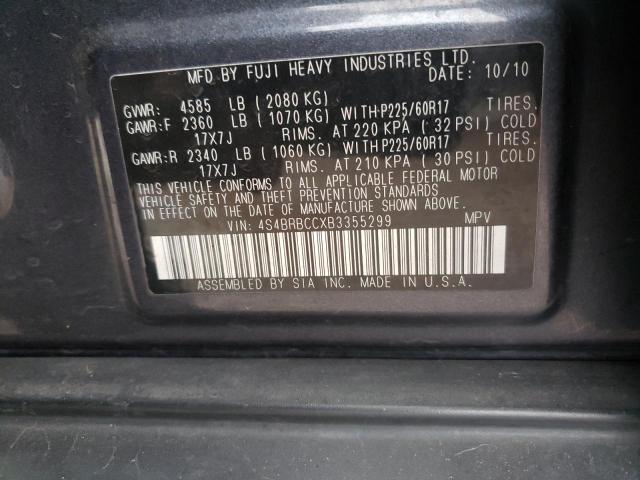 MFD BY FUJI HEAVY INDUSTRIES LTD.
DATE: 10/10
GVWR: 4585 LB (2080 KG)
GAWR:F 2360 LB (1070 KG) WITH P225/60R17 TIRES.
17X7J RIMS. AT 220 KPA (32 PSI) COLD
GAWR:R 2340 LB (1060 KG) WITH P225/60R17 TIRES.
17X7J RIMS. AT 210 KPA (30 PSI) COLD
THIS VEHICLE CONFORMS TO ALL APPLICABLE FEDERAL MOTOR
VEHICLE SAFETY AND THEFT PREVENTION STANDARDS
IN EFFECT ON THE DATE OF MANUFACTURE SHOWN ABOVE.
VIN: 4S4BRBCCXB3355299 MPV
ASSEMBLED BY SIA INC. MADE IN U.S.A.